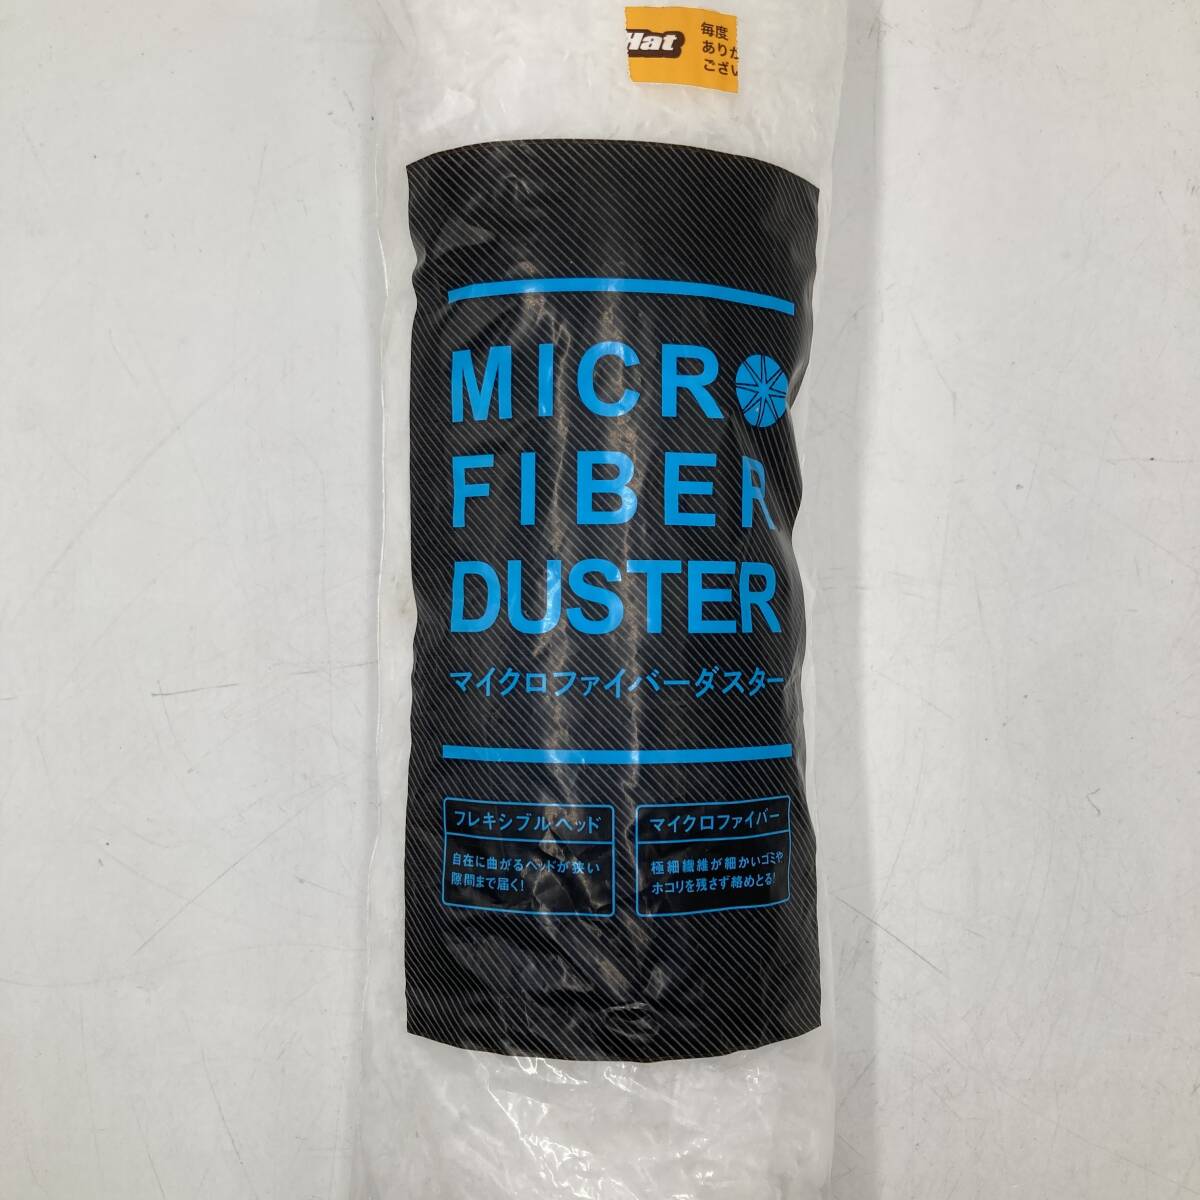 Hat
毎度
あり
ござい
MICRO
FIBER
DUSTER
マイクロファイバーダスター
フレキシブルヘッド
自在に曲がるヘッドが狭い
隙間まで届く!
マイクロファイバー
極細繊維が細かいゴミや
ホコリを残さず絡めとる!